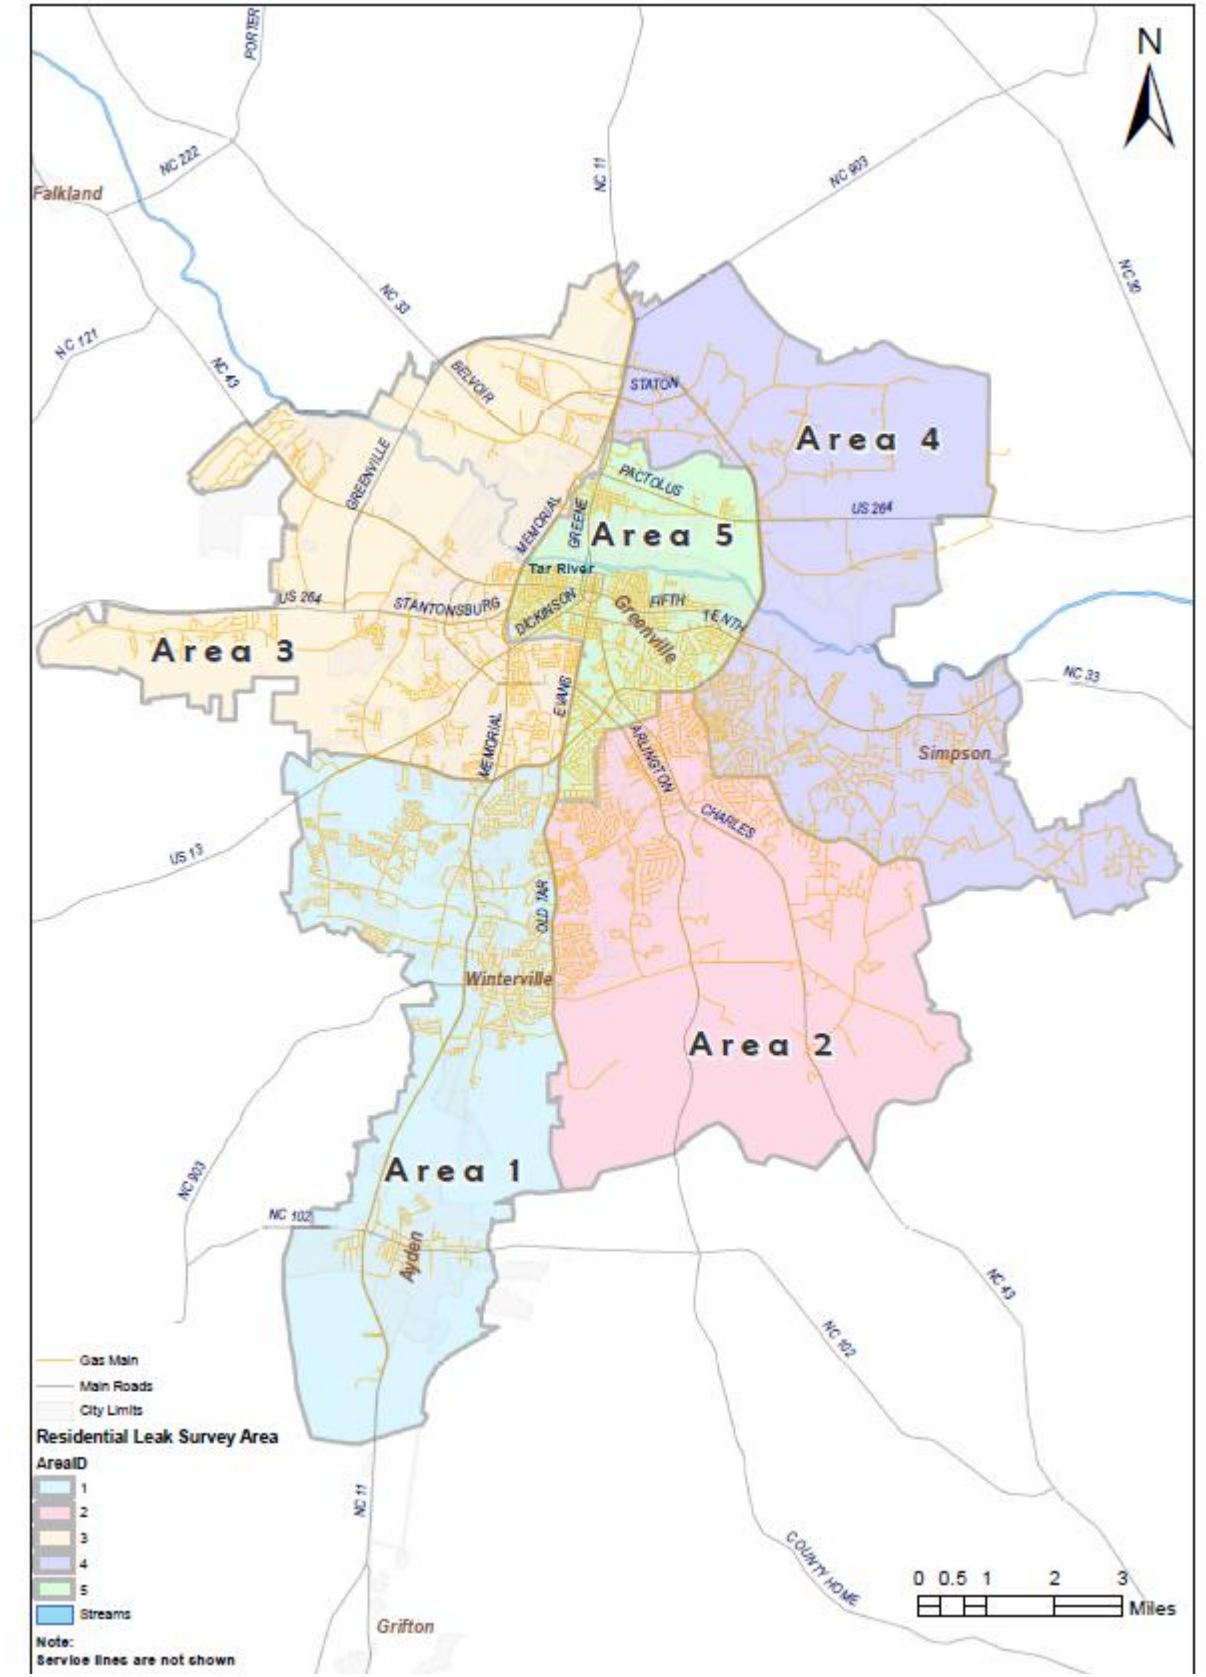 PORTER
N
NC 222
NC 11
NC 903
Falkland
NC 30
NC 33
NC 121
NC 43
BELVOIR
STATON
Area 4
GREENVILLE
PACTOLUS
US 264
MEMORIAL
GREENE
Area 5
Tar River
US 264
STANTONSBURG
DICKINSON
FIFTH
TENTH
Greenville
Area 3
NC 33
EVANS
MEMORIAL
ARLINGTON
Simpson
CHARLES
US 13
OLD TAR
Winterville
Area 2
Area 1
NC 903
NC 102
Ayden
NC 43
NC 102
Gas Main
Main Roads
City Limits
Residential Leak Survey Area
AreaID
1
2
3
4
5
Streams
Note:
Service lines are not shown
NC 11
Grifton
COUNTY HOME
0 0.5 1 2 3
Miles